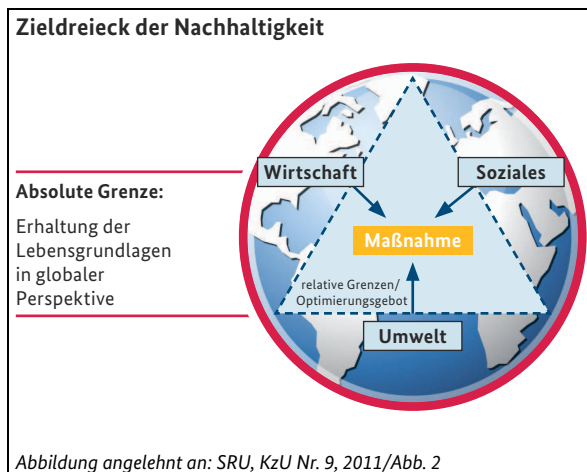 Zieldreieck der Nachhaltigkeit
Wirtschaft
Soziales
Absolute Grenze:
Erhaltung der
Lebensgrundlagen
in globaler
Perspektive
Maßnahme
relative Grenzen/
Optimierungsgebot
Umwelt
Abbildung angelehnt an: SRU, KzU Nr. 9, 2011/Abb. 2